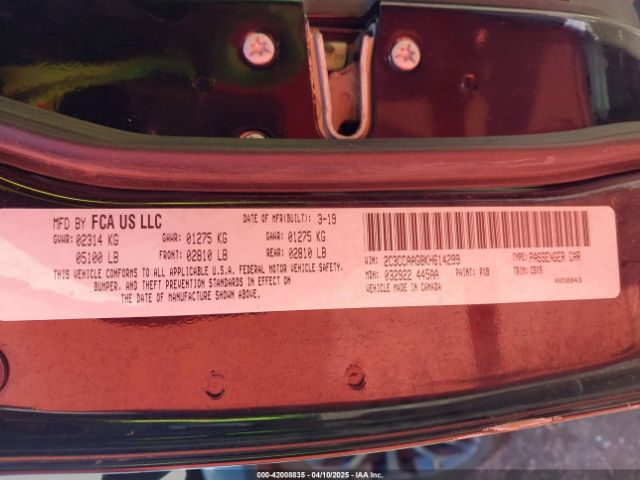 MFD BY FCA US LLC DATE OF MFR(BUILT): 3-19
GVWR: 02314 KG GAWR: 01275 KG GAWR: 01275 KG
05100 LB FRONT: 02810 LB REAR: 02810 LB
THIS VEHICLE CONFORMS TO ALL APPLICABLE U.S.A. FEDERAL MOTOR VEHICLE SAFETY,
BUMPER, AND THEFT PREVENTION STANDARDS IN EFFECT ON
THE DATE OF MANUFACTURE SHOWN ABOVE.
VIN: 2C3CCAAG8KH614299 TYPE: PASSENGER CAR
MDH: 032922 445AA PAINT: PX8 TRIM: C5X9
VEHICLE MADE IN CANADA 4850843
000-42008835 - 04/10/2025 - IAA Inc.